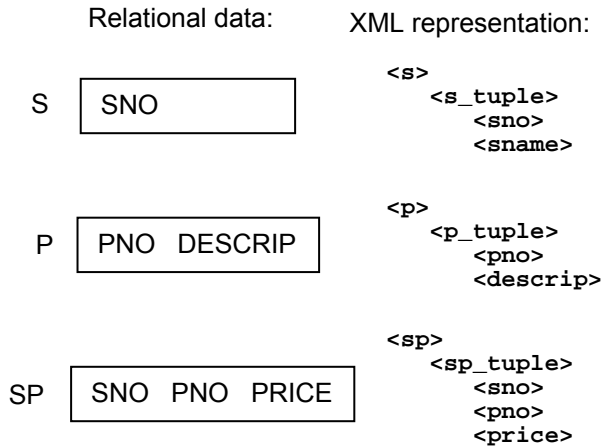 Relational data: XML representation:
S SNO
<s>
<s_tuple>
<sno>
<sname>
P PNO DESCRIP
<p>
<p_tuple>
<pno>
<descrip>
SP SNO PNO PRICE
<sp>
<sp_tuple>
<sno>
<pno>
<price>